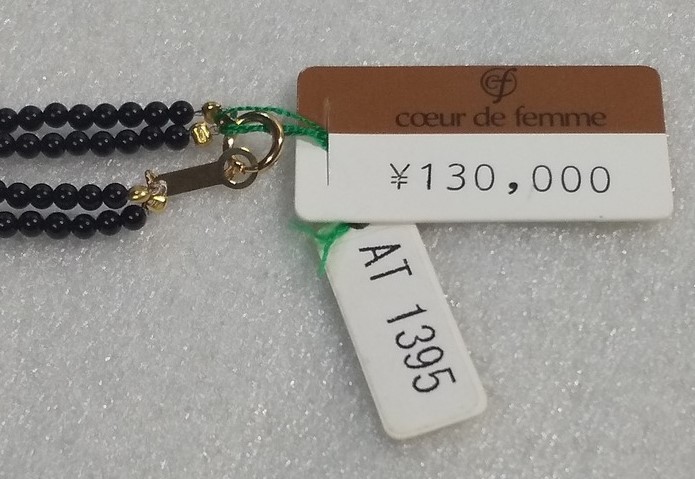 cf
cœur de femme
¥130,000
AT 1395